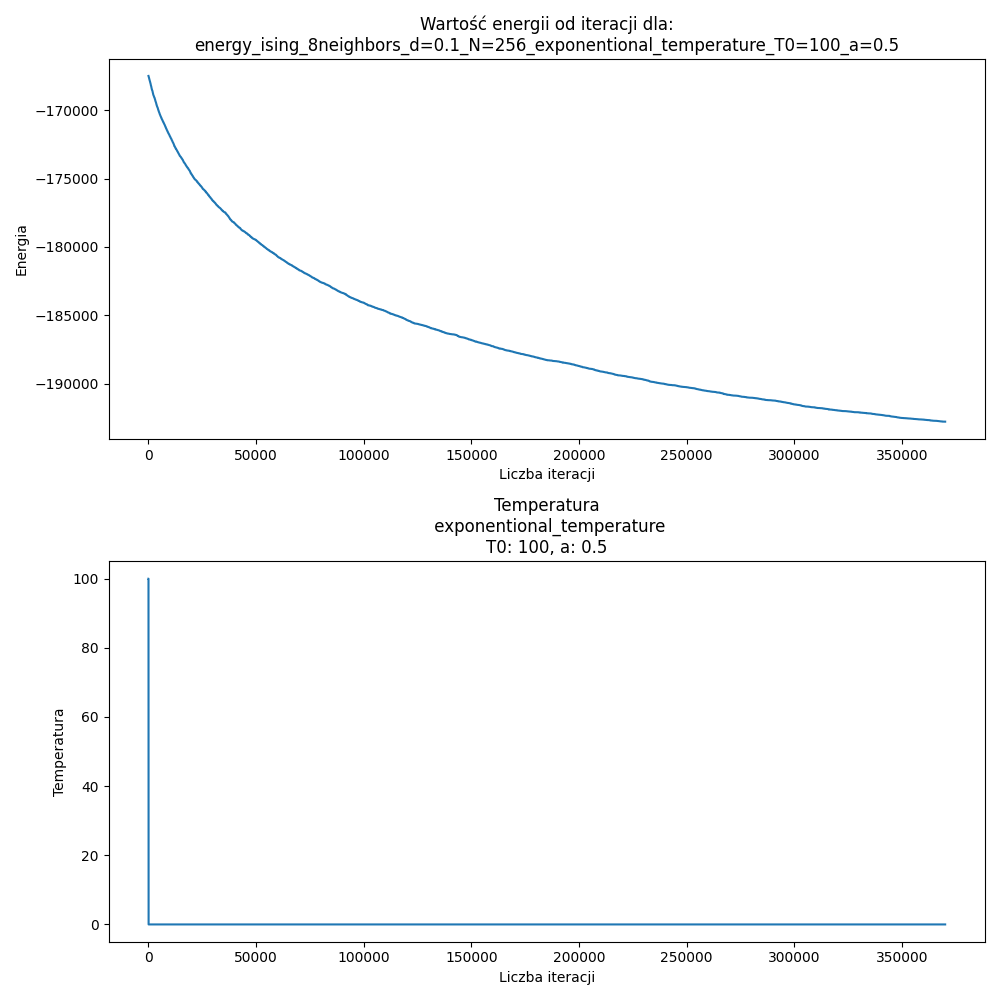 Wartość energii od iteracji dla:
energy_ising_8neighbors_d=0.1_N=256_exponentional_temperature_T0=100_a=0.5
−170000
−175000
−180000
−185000
−190000
Energia
0 50000 100000 150000 200000 250000 300000 350000
Liczba iteracji
Temperatura
exponentional_temperature
T0: 100, a: 0.5
100
80
60
40
20
0
Temperatura
0 50000 100000 150000 200000 250000 300000 350000
Liczba iteracji